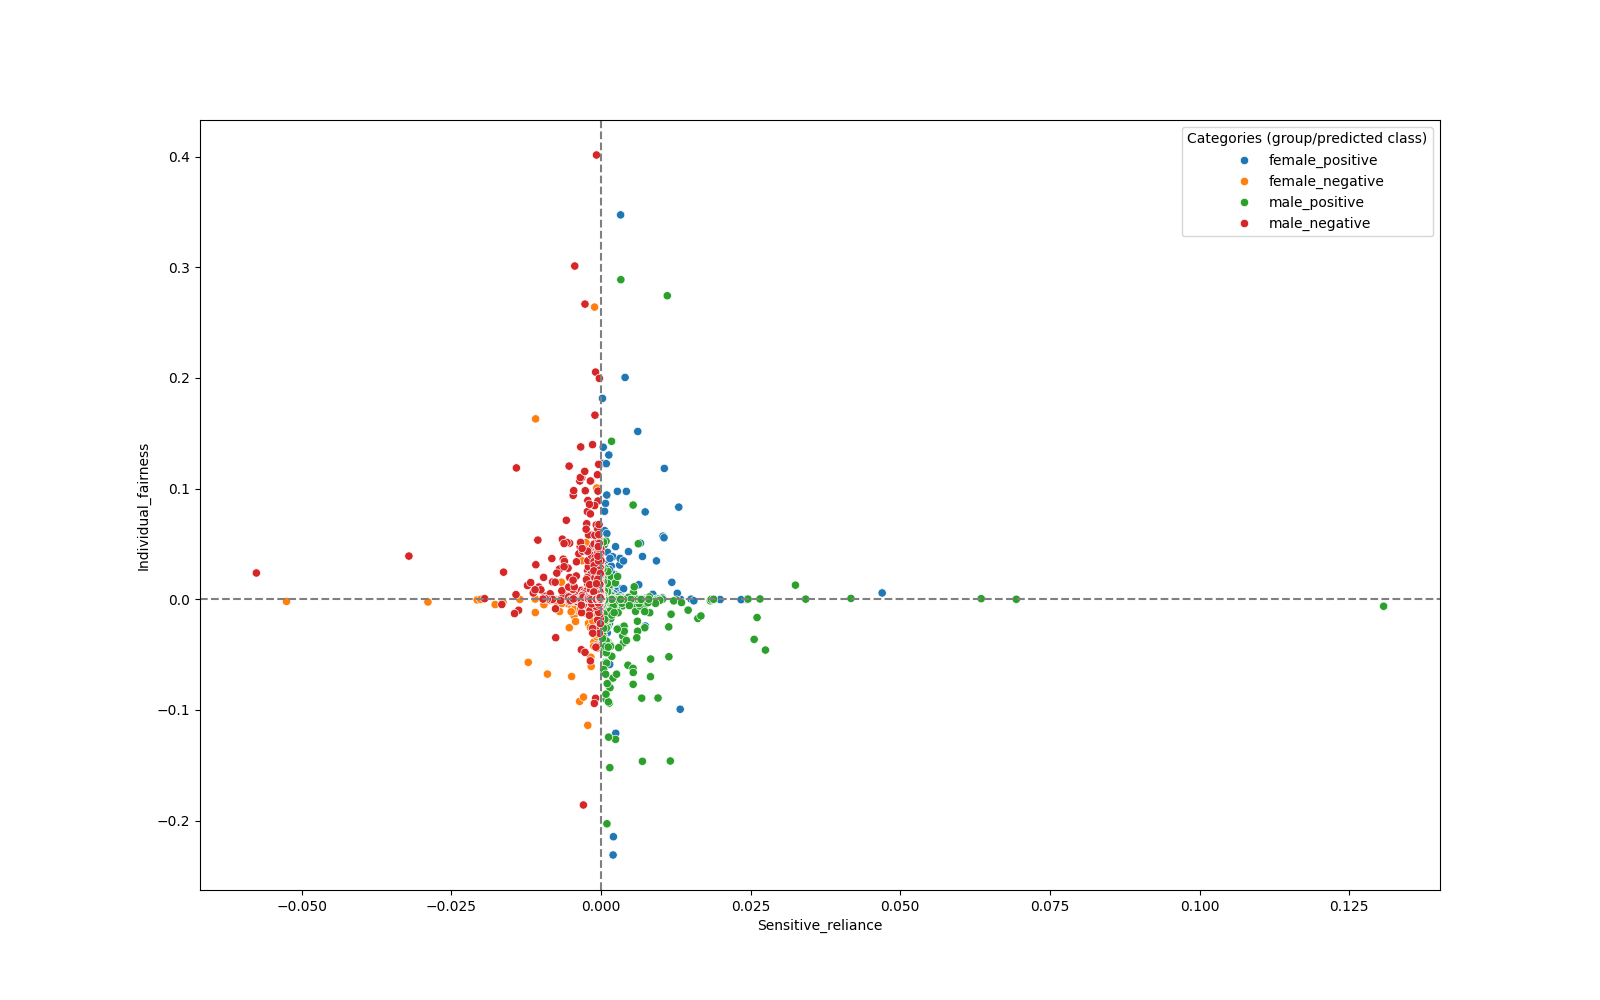 Categories (group/predicted class)
female_positive
female_negative
male_positive
male_negative
0.4
0.3
0.2
0.1
0.0
−0.1
−0.2
Individual_fairness
−0.050
−0.025
0.000
0.025
0.050
0.075
0.100
0.125
Sensitive_reliance